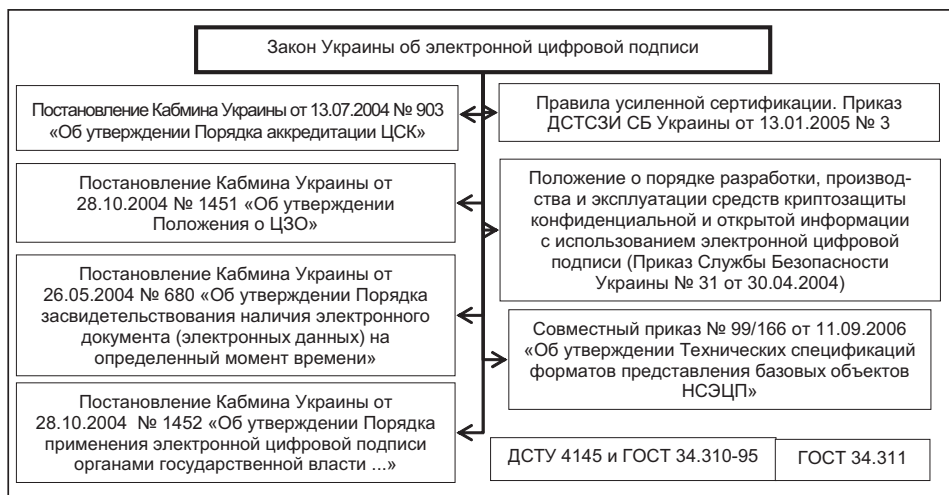 Закон Украины об электронной цифровой подписи
Постановление Кабмина Украины от 13.07.2004 № 903
«Об утверждении Порядка аккредитации ЦСК»
Постановление Кабмина Украины от
28.10.2004 № 1451 «Об утверждении
Положения о ЦЗО»
Постановление Кабмина Украины от
26.05.2004 № 680 «Об утверждении Порядка
засвидетельствования наличия электронного
документа (электронных данных) на
определенный момент времени»
Постановление Кабмина Украины от
28.10.2004 № 1452 «Об утверждении Порядка
применения электронной цифровой подписи
органами государственной власти ...»
Правила усиленной сертификации. Приказ
ДСТСЗИ СБ Украины от 13.01.2005 № 3
Положение о порядке разработки, производ-
ства и эксплуатации средств криптозащиты
конфиденциальной и открытой информации
с использованием электронной цифровой
подписи (Приказ Службы Безопасности
Украины № 31 от 30.04.2004)
Совместный приказ № 99/166 от 11.09.2006
«Об утверждении Технических спецификаций
форматов представления базовых объектов
НСЭЦП»
ДСТУ 4145 и ГОСТ 34.310-95
ГОСТ 34.311